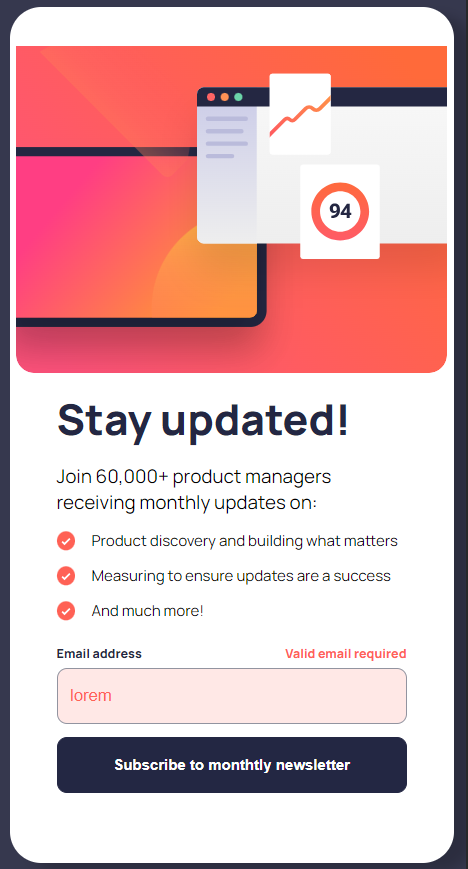 94
Stay updated!
Join 60,000+ product managers
receiving monthly updates on:
Product discovery and building what matters
Measuring to ensure updates are a success
And much more!
Email address Valid email required
lorem
Subscribe to monthtly newsletter